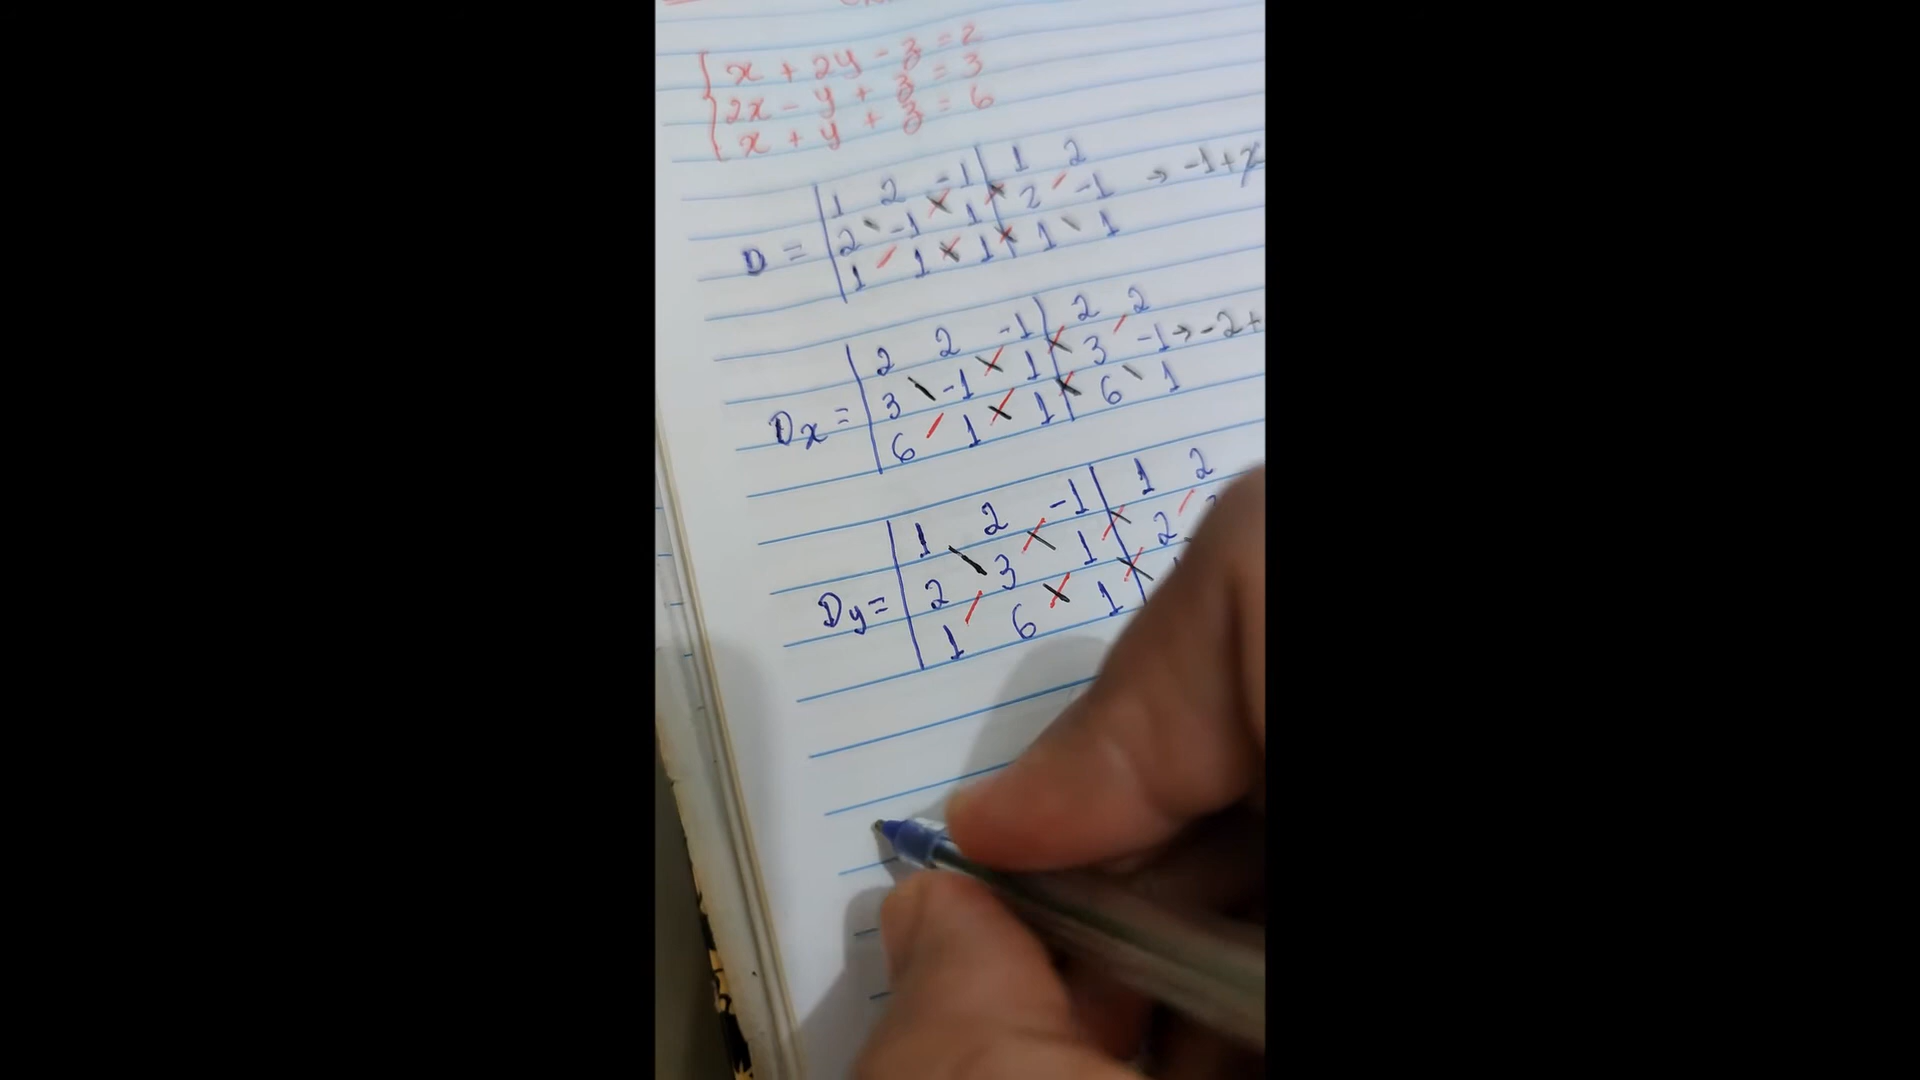 x + 2y - z = 2
2x - y + z = 3
x + y + z = 6
1 2 -1 | 1 2
D = 2 -1 1 | 2 -1 → -1+
1 1 1 | 1 1
2 2 -1 | 2 2
Dx = 3 -1 1 | 3 -1 → -2+
6 1 1 | 6 1
1 2 -1 | 1 2
Dy = 2 3 1 | 2
1 6 1 |